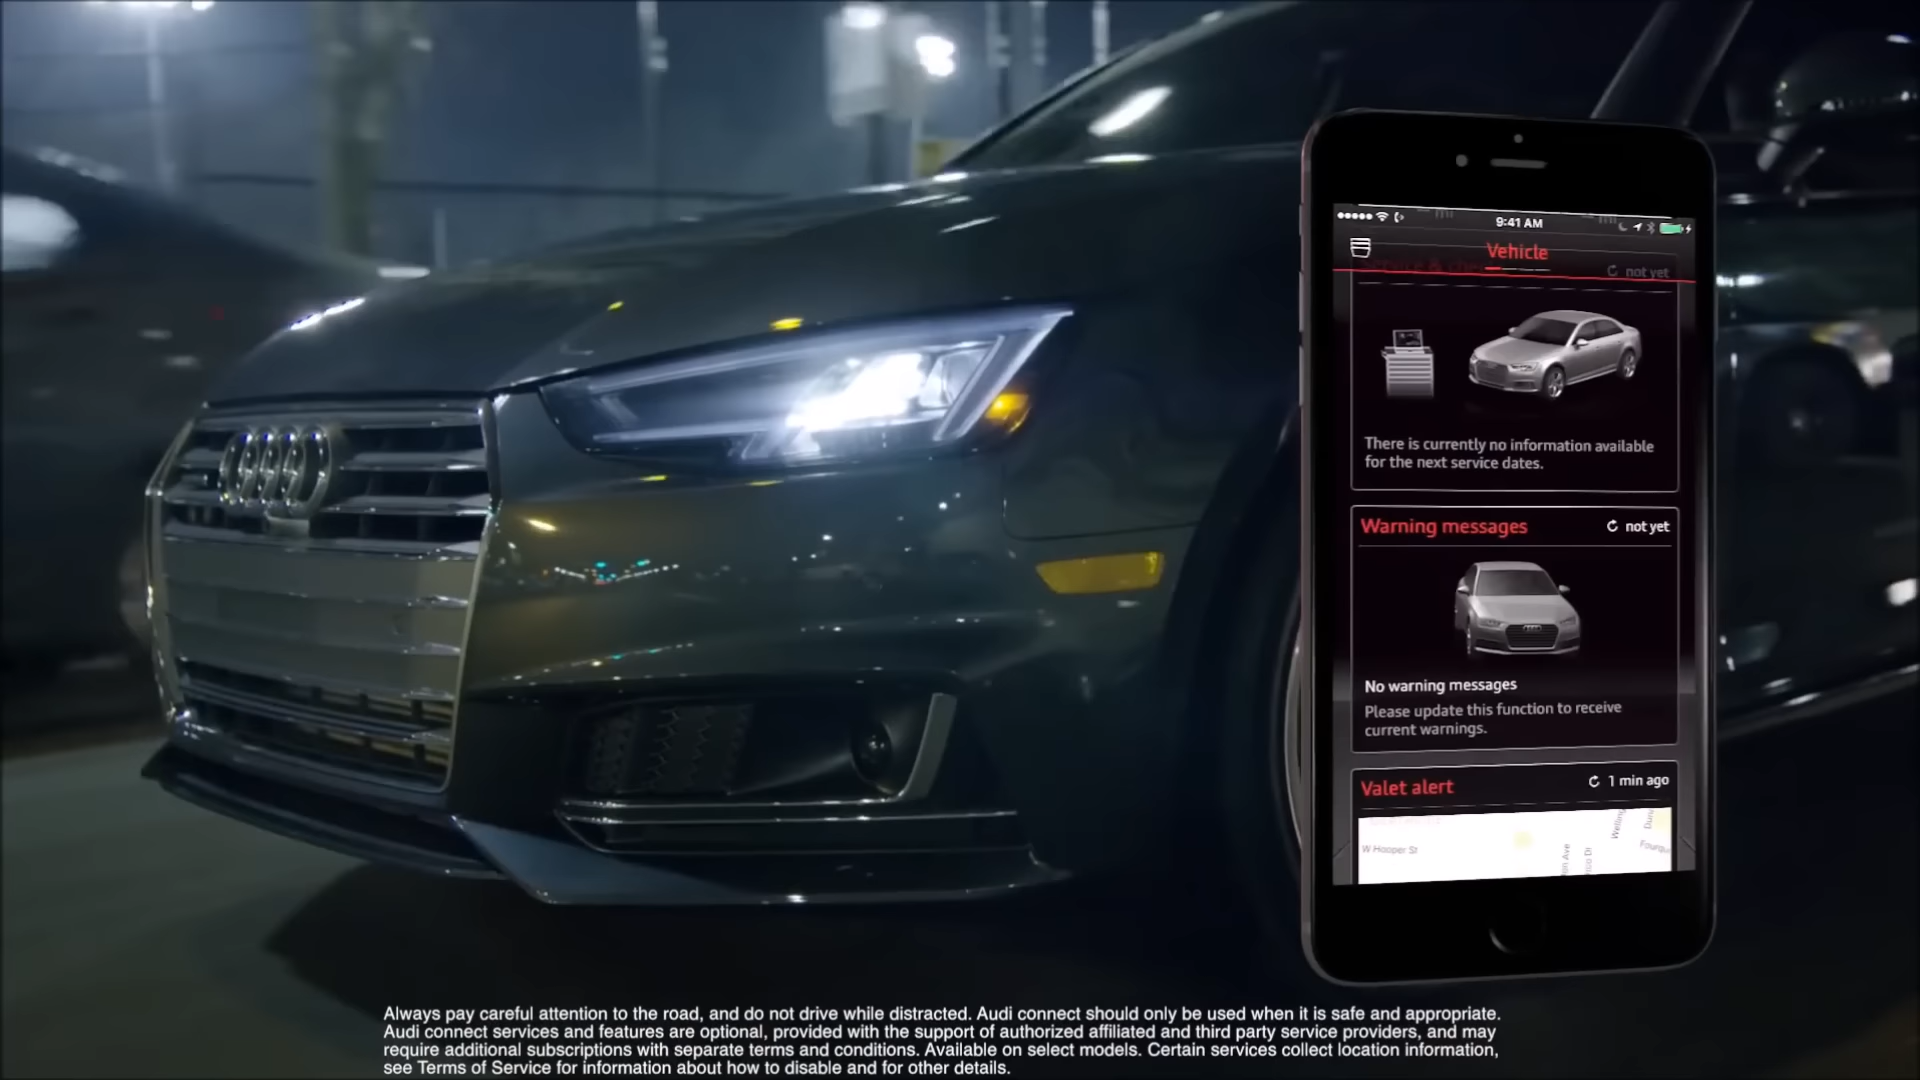 9:41 AM
Vehicle
Service & che
not yet
There is currently no information available
for the next service dates.
Warning messages
not yet
No warning messages
Please update this function to receive
current warnings.
Valet alert
1 min ago
W Hooper St
Always pay careful attention to the road, and do not drive while distracted. Audi connect should only be used when it is safe and appropriate.
Audi connect services and features are optional, provided with the support of authorized affiliated and third party service providers, and may
require additional subscriptions with separate terms and conditions. Available on select models. Certain services collect location information,
see Terms of Service for information about how to disable and for other details.